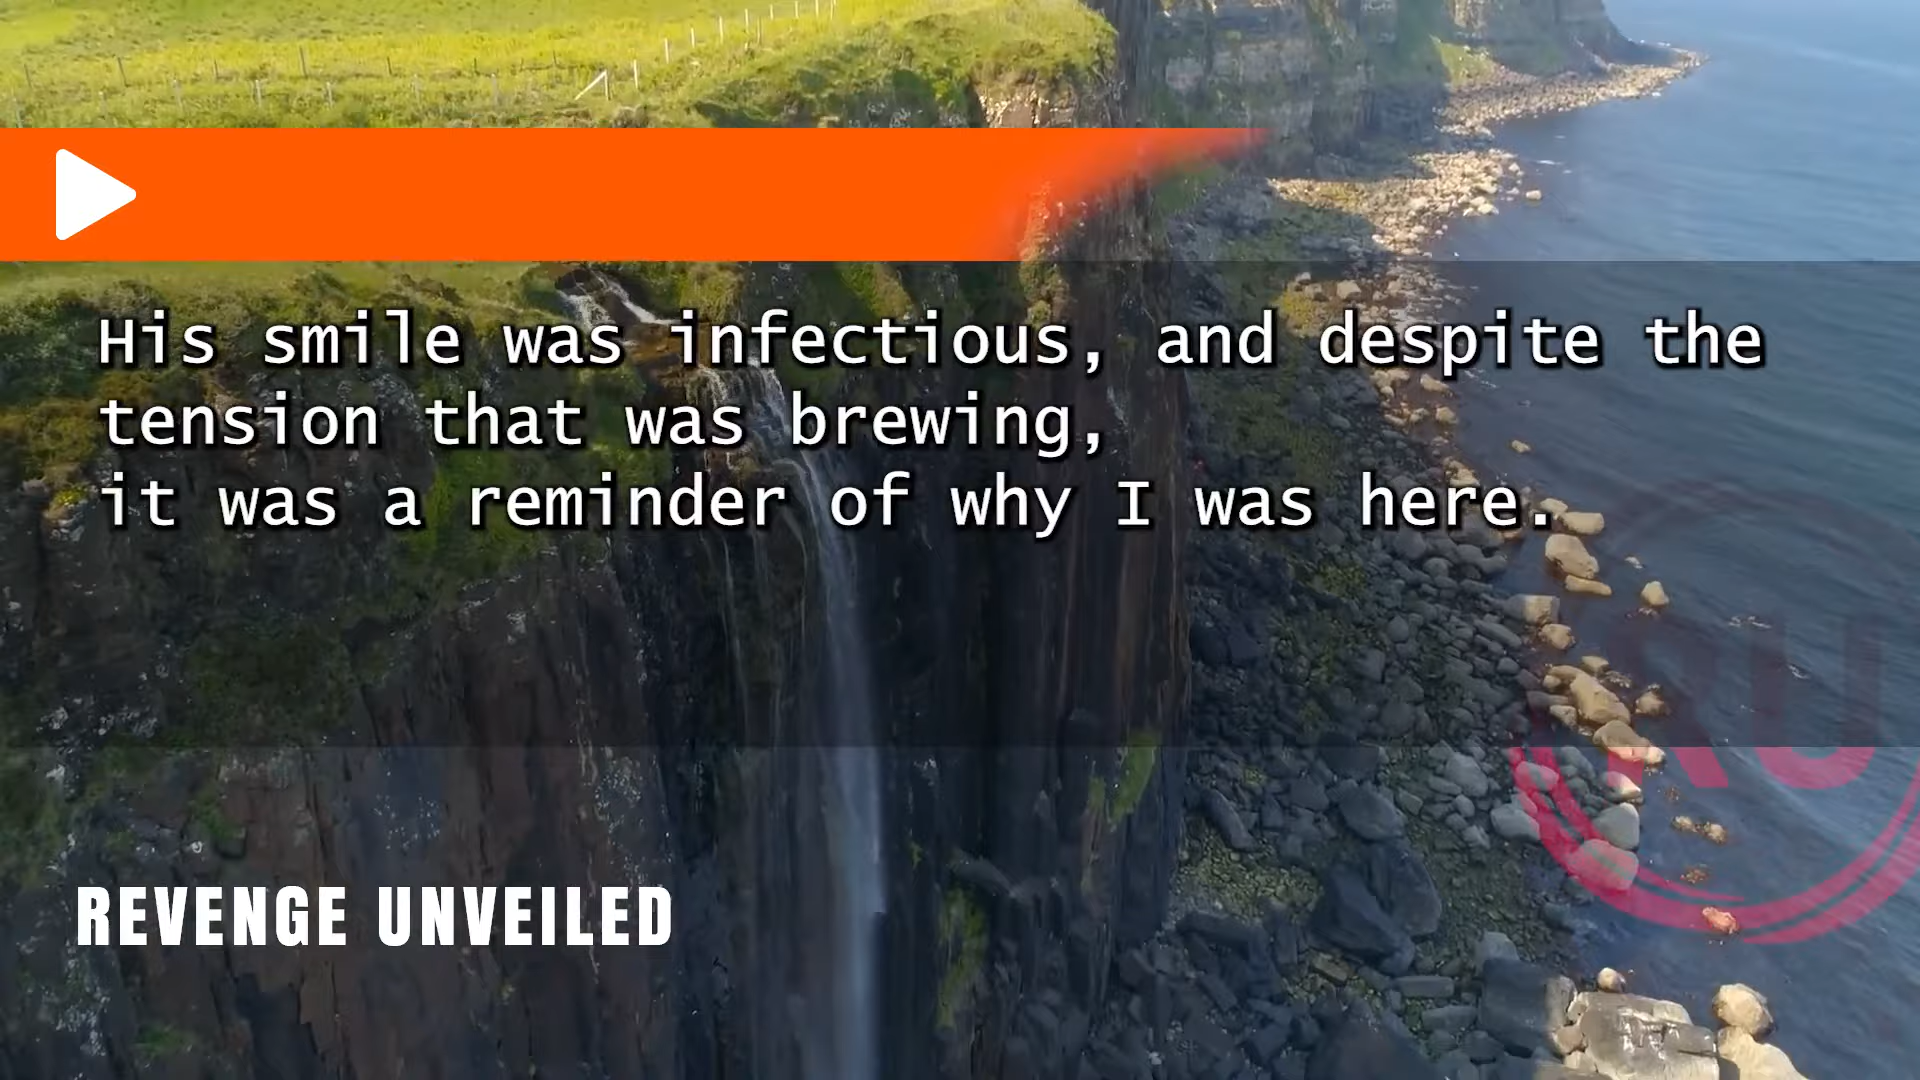 His smile was infectious, and despite the
tension that was brewing,
it was a reminder of why I was here.
RU
REVENGE UNVEILED